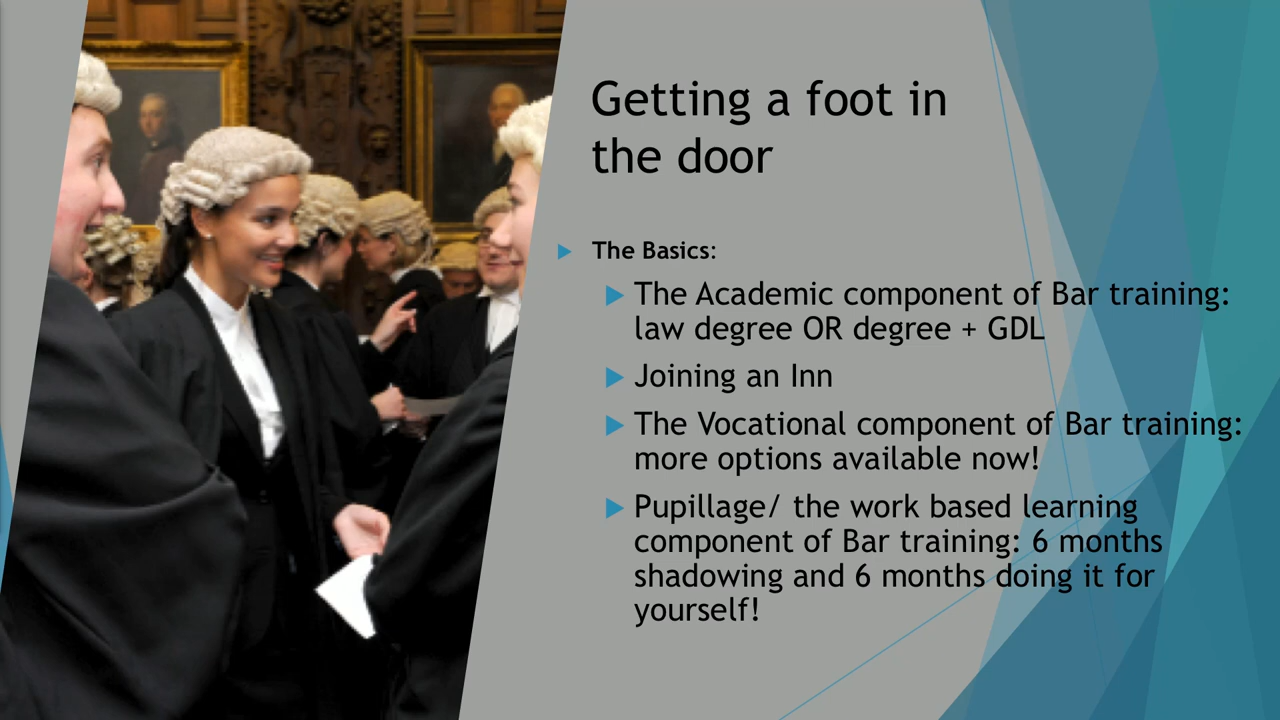 Getting a foot in
the door
The Basics:
The Academic component of Bar training:
law degree OR degree + GDL
Joining an Inn
The Vocational component of Bar training:
more options available now!
Pupillage/ the work based learning
component of Bar training: 6 months
shadowing and 6 months doing it for
yourself!